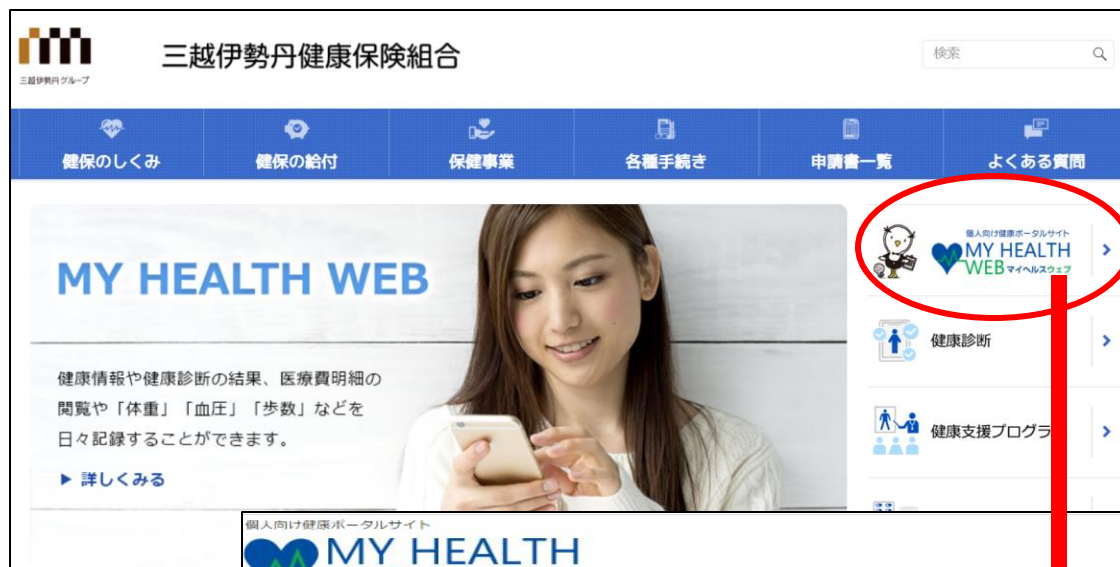 三越伊勢丹グループ
三越伊勢丹健康保険組合
検索
健保のしくみ
健保の給付
保健事業
各種手続き
申請書一覧
よくある質問
MY HEALTH WEB
健康情報や健康診断の結果、医療費明細の
閲覧や「体重」「血圧」「歩数」などを
日々記録することができます。
▶ 詳しくみる
個人向け健康ポータルサイト
MY HEALTH
WEB マイヘルスウェブ
健康診断
健康支援プログラ
個人向け健康ポータルサイト
MY HEALTH